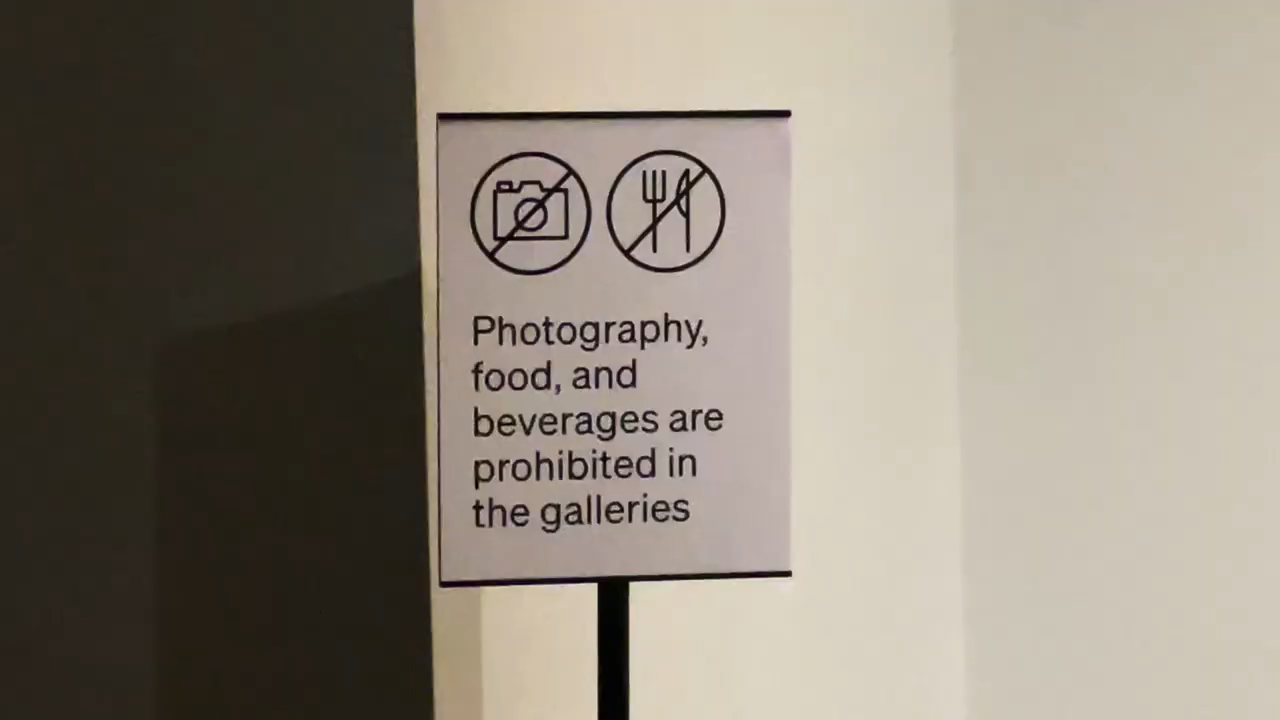 Photography,
food, and
beverages are
prohibited in
the galleries